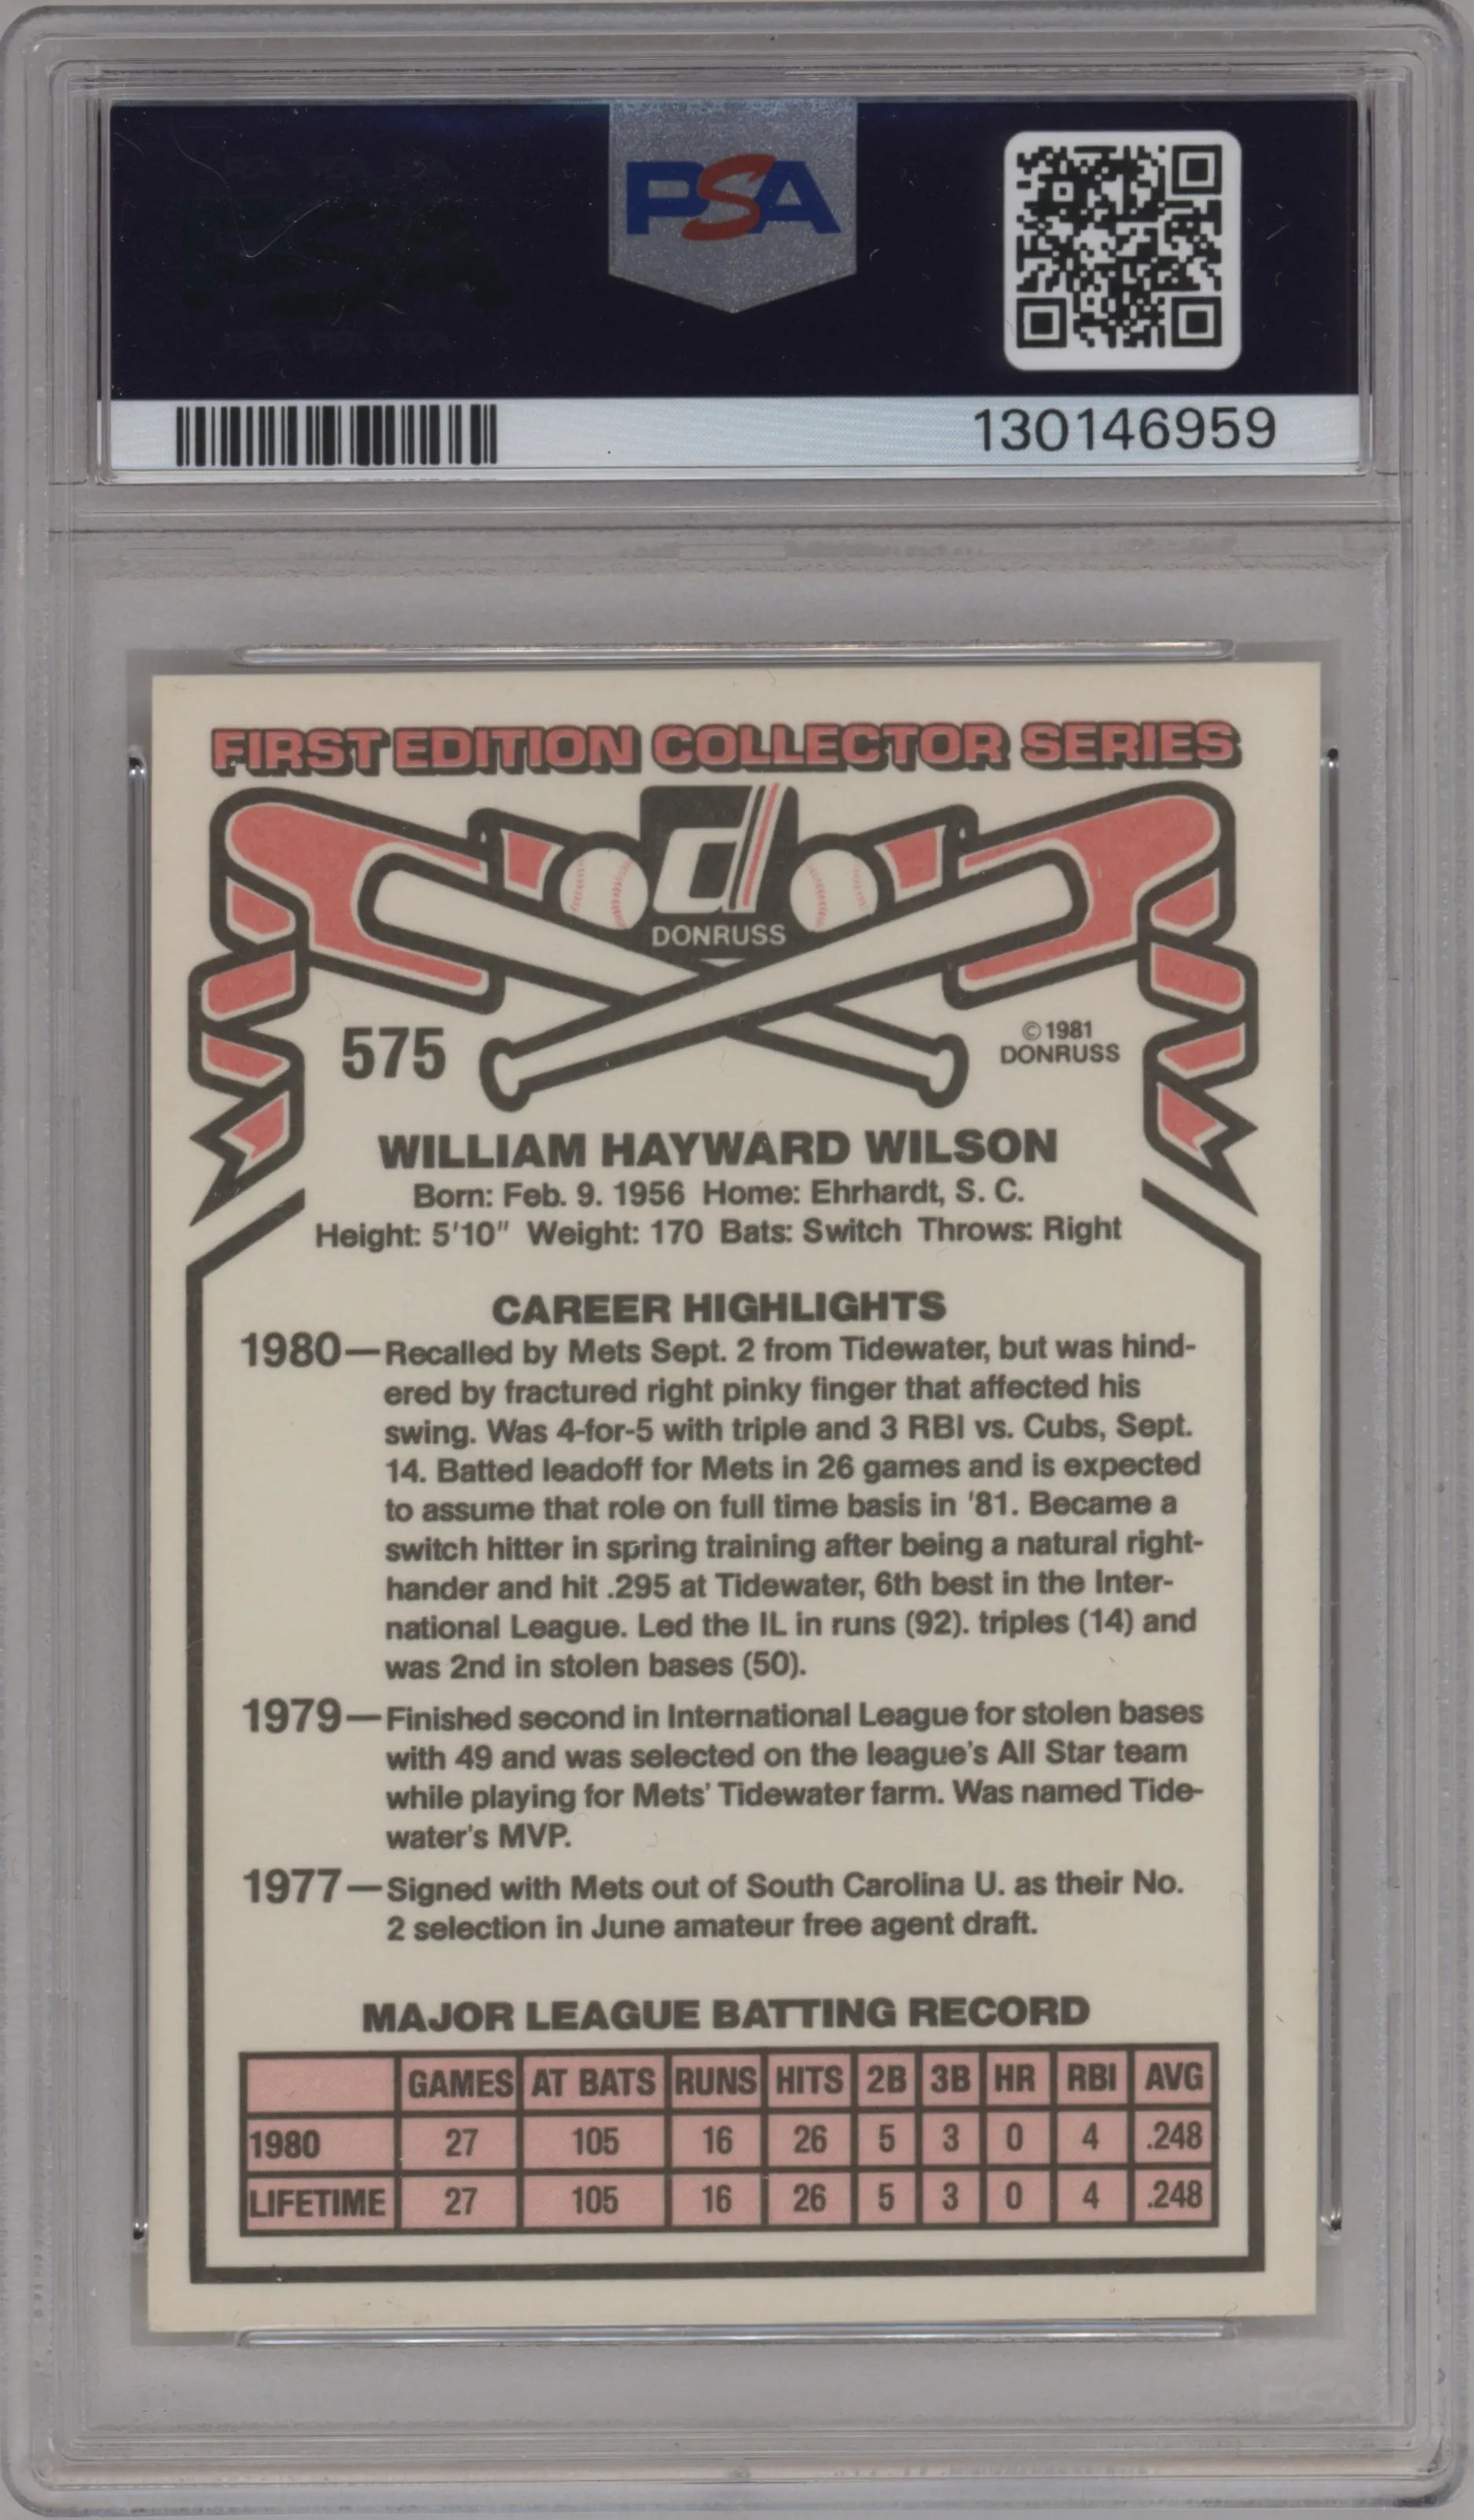 PSA
130146959
FIRST EDITION COLLECTOR SERIES
d
DONRUSS
575
©1981
DONRUSS
WILLIAM HAYWARD WILSON
Born: Feb. 9. 1956 Home: Ehrhardt, S. C.
Height: 5'10" Weight: 170 Bats: Switch Throws: Right
CAREER HIGHLIGHTS
1980—Recalled by Mets Sept. 2 from Tidewater, but was hind-
ered by fractured right pinky finger that affected his
swing. Was 4-for-5 with triple and 3 RBI vs. Cubs, Sept.
14. Batted leadoff for Mets in 26 games and is expected
to assume that role on full time basis in '81. Became a
switch hitter in spring training after being a natural right-
hander and hit .295 at Tidewater, 6th best in the Inter-
national League. Led the IL in runs (92). triples (14) and
was 2nd in stolen bases (50).
1979—Finished second in International League for stolen bases
with 49 and was selected on the league's All Star team
while playing for Mets' Tidewater farm. Was named Tide-
water's MVP.
1977—Signed with Mets out of South Carolina U. as their No.
2 selection in June amateur free agent draft.
MAJOR LEAGUE BATTING RECORD
GAMES AT BATS RUNS HITS 2B 3B HR RBI AVG
1980 27 105 16 26 5 3 0 4 .248
LIFETIME 27 105 16 26 5 3 0 4 .248